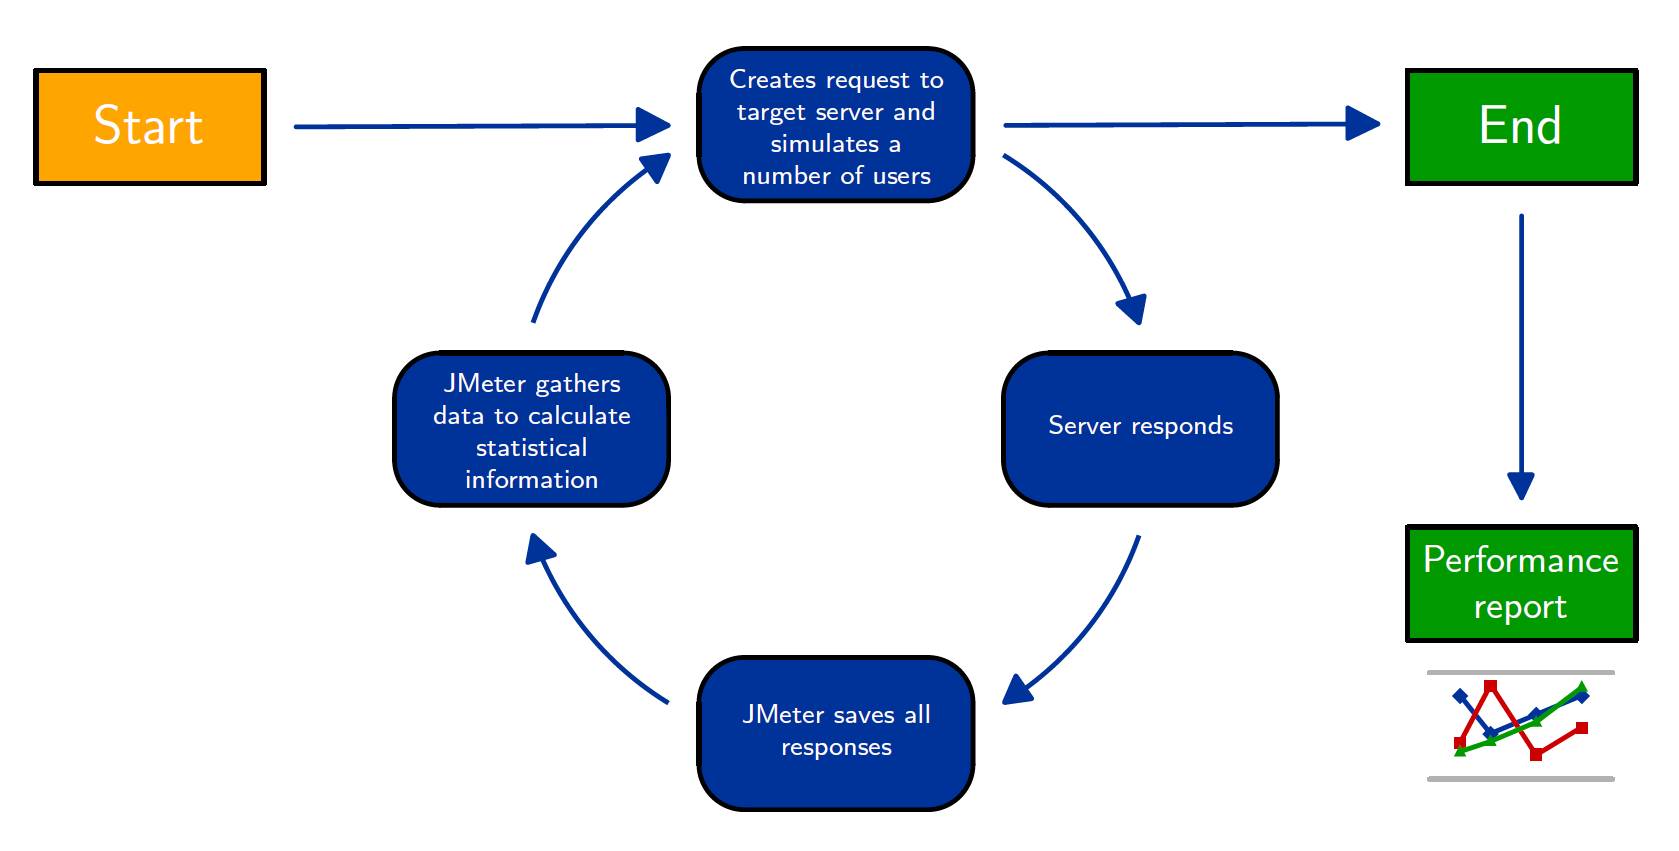 Start
Creates request to
target server and
simulates a
number of users
End
JMeter gathers
data to calculate
statistical
information
Server responds
JMeter saves all
responses
Performance
report